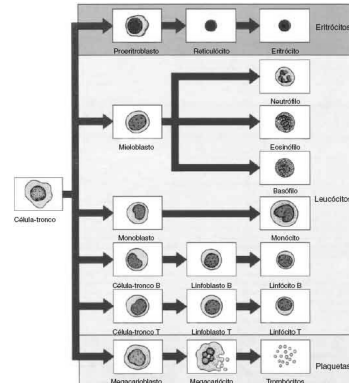 Eritrócitos
Proeritroblasto Reticulócito Eritrócito
Neutrófilo
Mieloblasto Eosinófilo
Basófilo
Leucócitos
Célula-tronco
Monoblasto Monócito
Célula-tronco B Linfoblasto B Linfócito B
Célula-tronco T Linfoblasto T Linfócito T
Plaquetas
Megacarioblasto Megacariócito Trombócitos